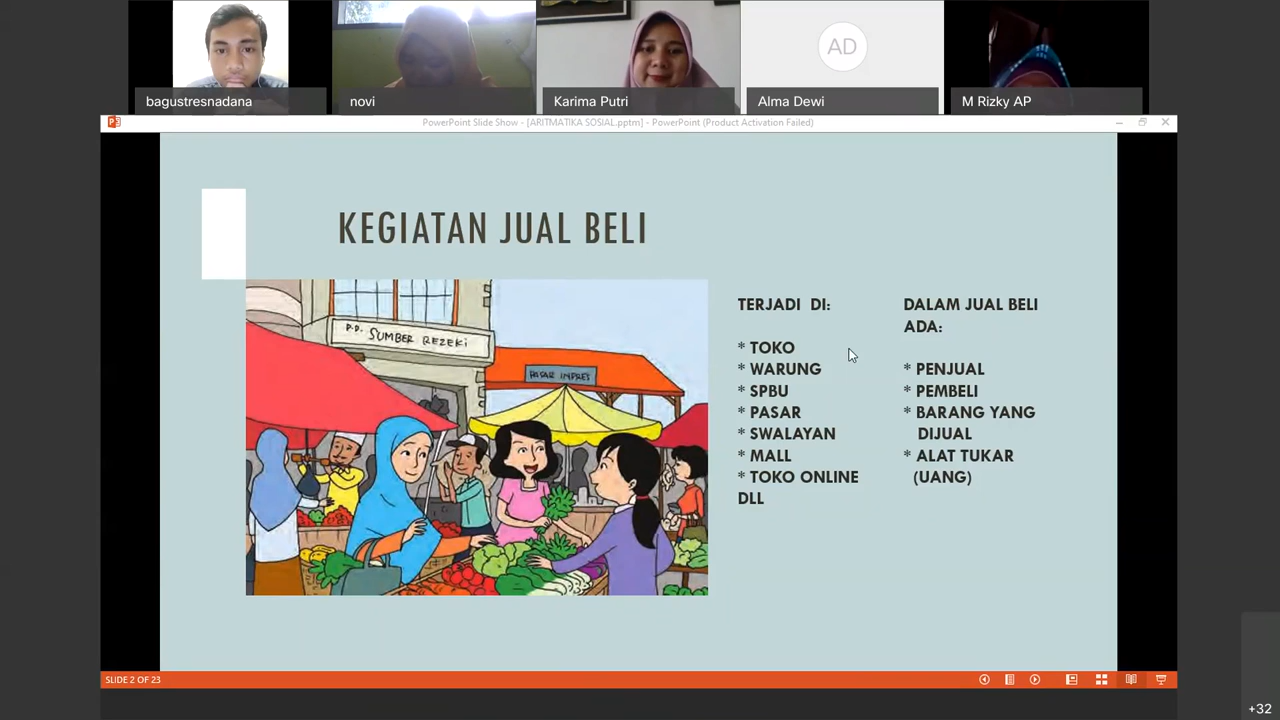 bagustresnadana
novi
Karima Putri
AD
Alma Dewi
M Rizky AP
PowerPoint Slide Show - [ARITMATIKA SOSIAL.pptm] - PowerPoint (Product Activation Failed)
KEGIATAN JUAL BELI
P.D. SUMBER REZEKI
PASAR INPRES
TERJADI DI:
* TOKO
* WARUNG
* SPBU
* PASAR
* SWALAYAN
* MALL
* TOKO ONLINE
DLL
DALAM JUAL BELI
ADA:
* PENJUAL
* PEMBELI
* BARANG YANG
DIJUAL
* ALAT TUKAR
(UANG)
SLIDE 2 OF 23
+32